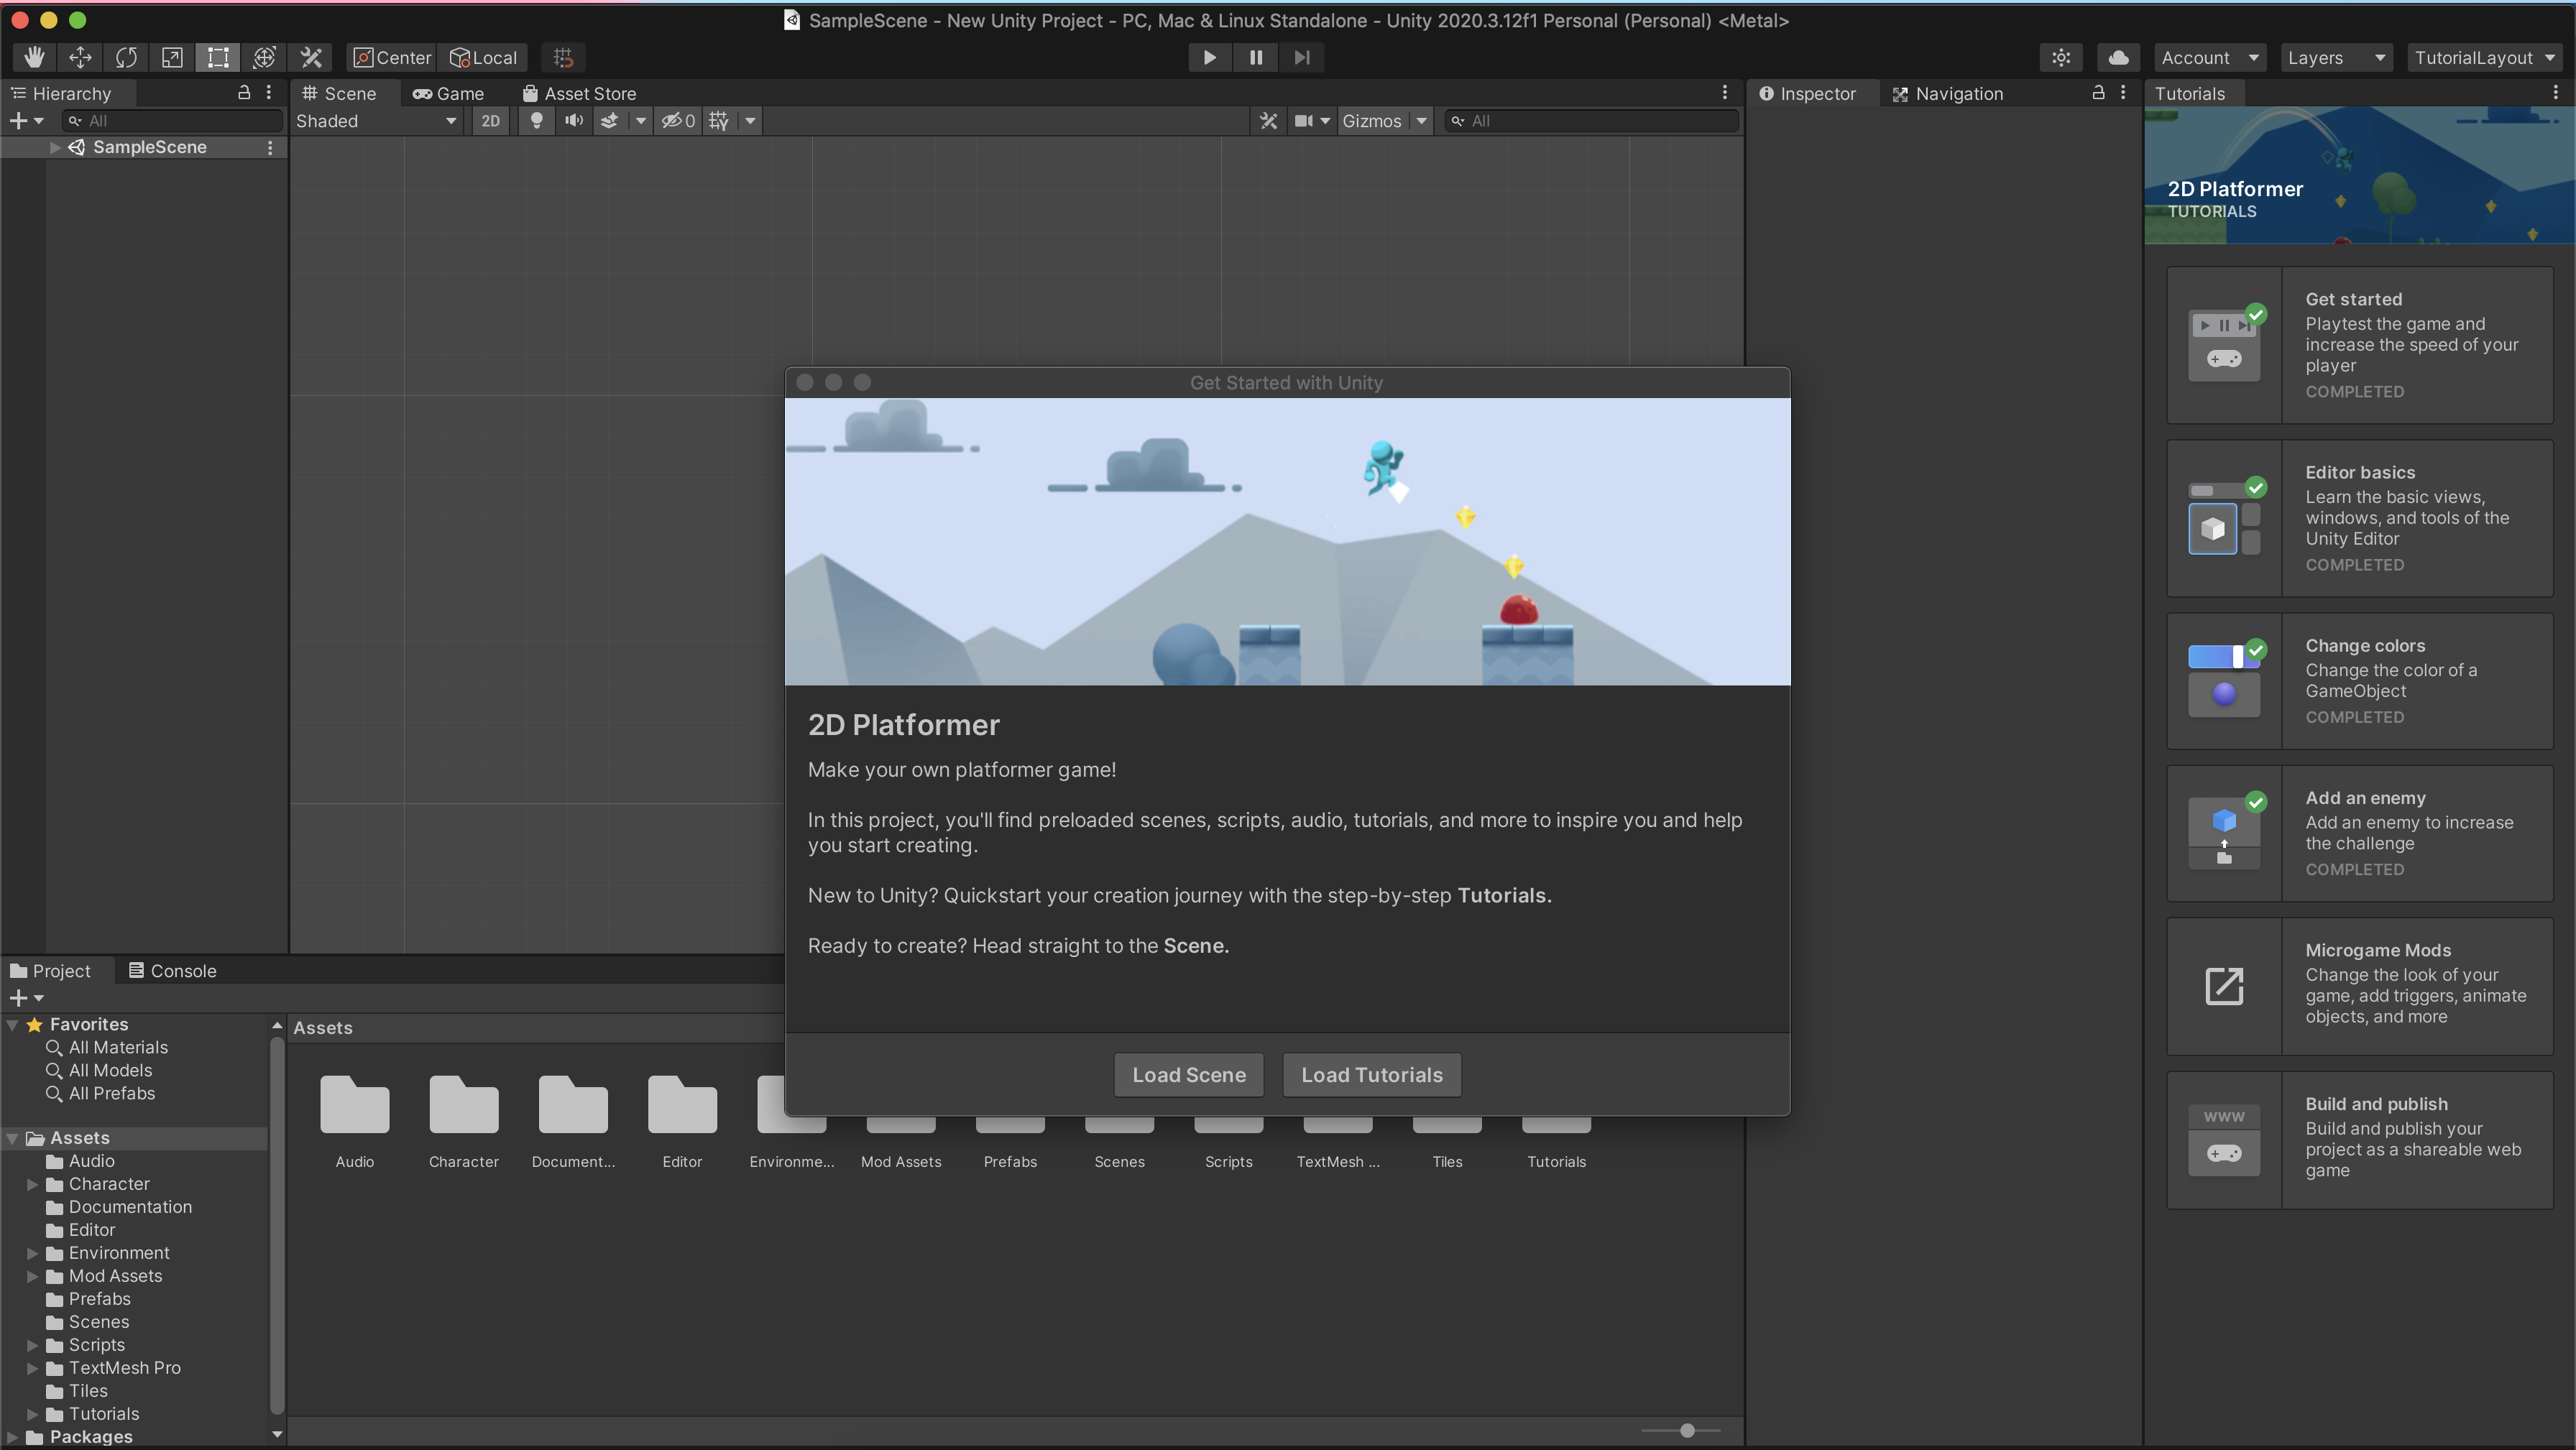 SampleScene - New Unity Project - PC, Mac & Linux Standalone - Unity 2020.3.12f1 Personal (Personal) <Metal>
Center
Local
Account
Layers
TutorialLayout
Hierarchy
Scene
Game
Asset Store
Inspector
Navigation
Tutorials
All
Shaded
2D
0
Gizmos
All
SampleScene
2D Platformer
TUTORIALS
Get started
Playtest the game and
increase the speed of your
player
COMPLETED
Editor basics
Learn the basic views,
windows, and tools of the
Unity Editor
COMPLETED
Change colors
Change the color of a
GameObject
COMPLETED
Add an enemy
Add an enemy to increase
the challenge
COMPLETED
Microgame Mods
Change the look of your
game, add triggers, animate
objects, and more
WWW
Build and publish
Build and publish your
project as a shareable web
game
Get Started with Unity
2D Platformer
Make your own platformer game!
In this project, you'll find preloaded scenes, scripts, audio, tutorials, and more to inspire you and help
you start creating.
New to Unity? Quickstart your creation journey with the step-by-step Tutorials.
Ready to create? Head straight to the Scene.
Load Scene
Load Tutorials
Project
Console
Favorites
All Materials
All Models
All Prefabs
Assets
Audio
Character
Documentation
Editor
Environment
Mod Assets
Prefabs
Scenes
Scripts
TextMesh Pro
Tiles
Tutorials
Packages
Assets
Audio
Character
Document...
Editor
Environme...
Mod Assets
Prefabs
Scenes
Scripts
TextMesh ...
Tiles
Tutorials